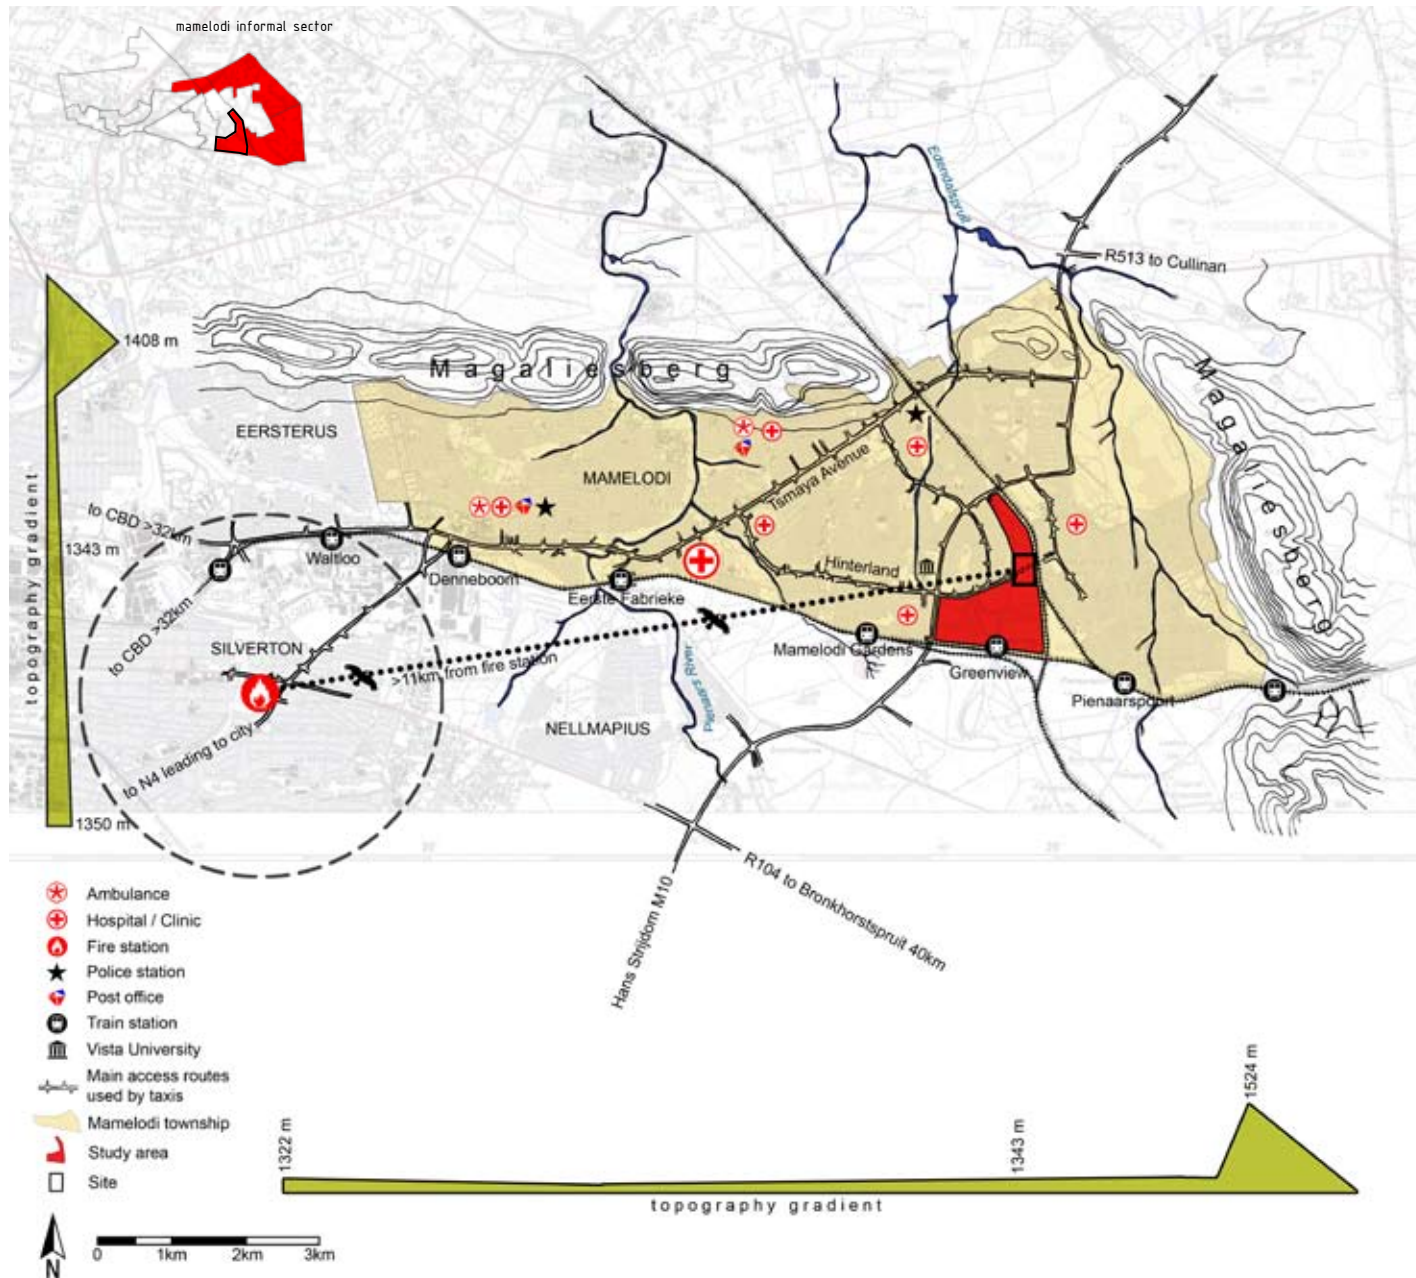 mamelodi informal sector
Edendalspruit
R513 to Cullinan
1408 m
Magaliesberg
Magaliesberg
EERSTERUS
MAMELODI
Tsmaya Avenue
topography gradient
to CBD >32km
1343 m
Waltloo
Denneboom
Hinterland
Eerste Fabrieke
to CBD >32km
SILVERTON
>11km from fire station
Mamelodi Gardens
Greenview
Pienaarspoort
Pienaars River
NELLMAPIUS
to N4 leading to city
1350 m
R104 to Bronkhorstspruit 40km
Hans Strijdom M10
Ambulance
Hospital / Clinic
Fire station
Police station
Post office
Train station
Vista University
Main access routes
used by taxis
Mamelodi township
Study area
Site
1322 m
1343 m
1524 m
topography gradient
N
0 1km 2km 3km